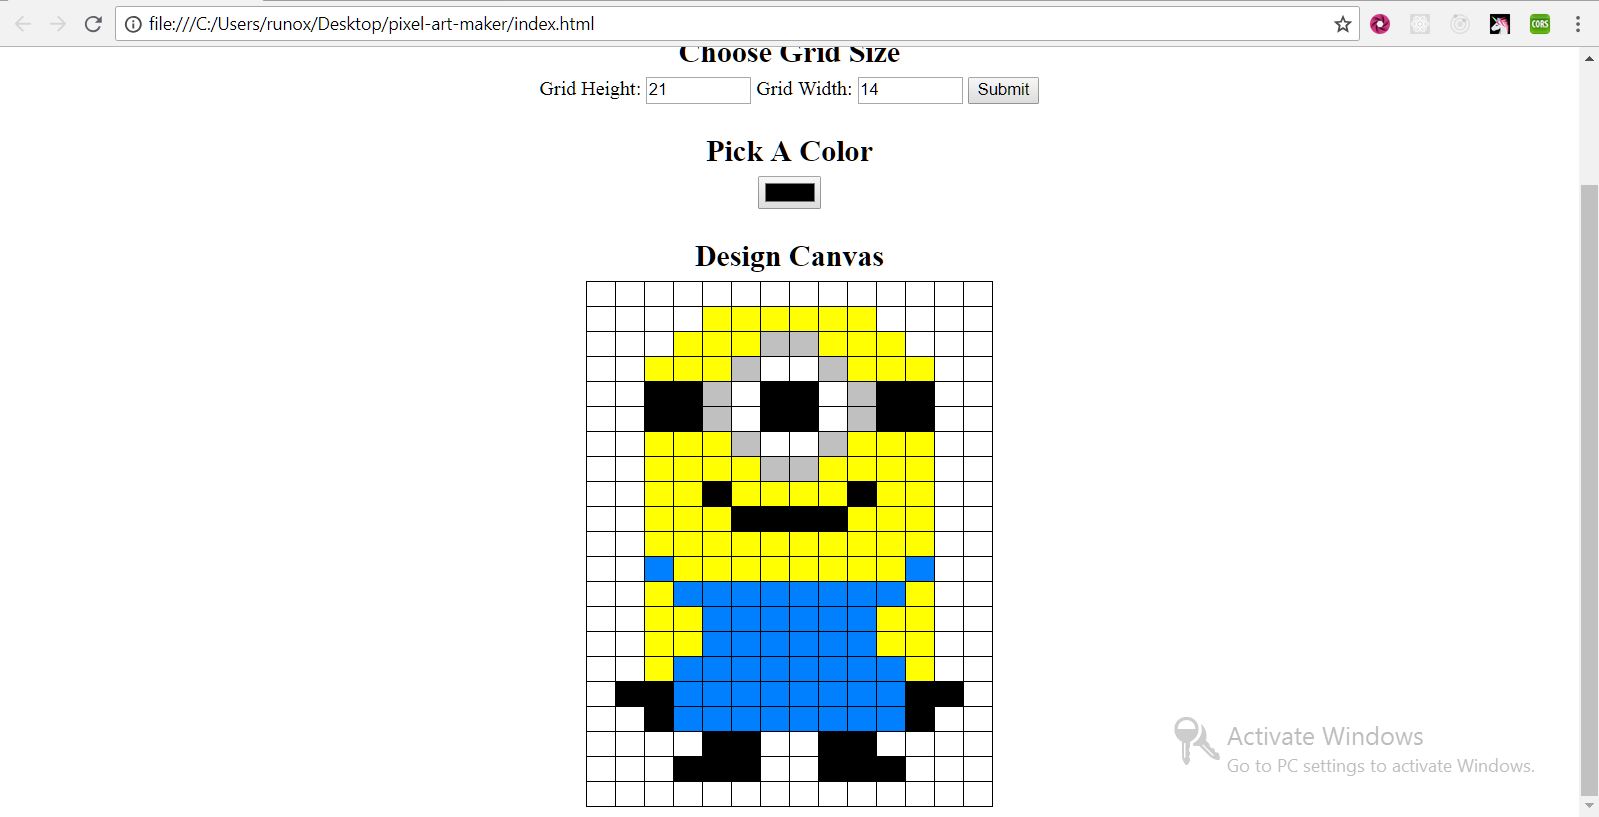 file:///C:/Users/runox/Desktop/pixel-art-maker/index.html
CORS
Choose Grid Size
Grid Height: 21 Grid Width: 14 Submit
Pick A Color
Design Canvas
Activate Windows
Go to PC settings to activate Windows.